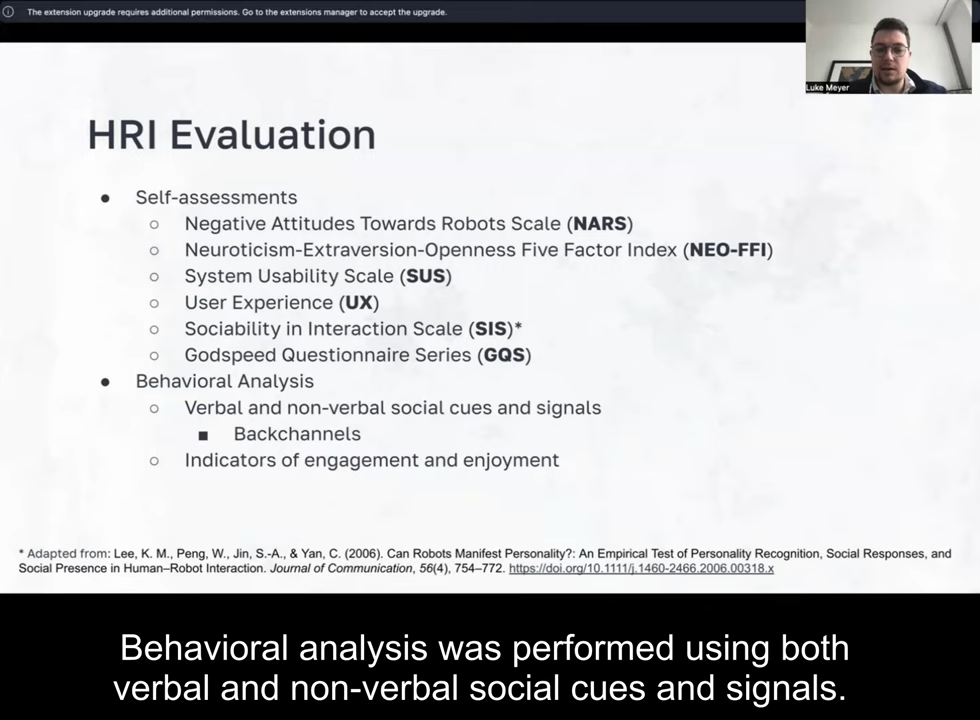 The extension upgrade requires additional permissions. Go to the extensions manager to accept the upgrade.
Luke Meyer
HRI Evaluation
● Self-assessments
○ Negative Attitudes Towards Robots Scale (NARS)
○ Neuroticism-Extraversion-Openness Five Factor Index (NEO-FFI)
○ System Usability Scale (SUS)
○ User Experience (UX)
○ Sociability in Interaction Scale (SIS)*
○ Godspeed Questionnaire Series (GQS)
● Behavioral Analysis
○ Verbal and non-verbal social cues and signals
■ Backchannels
○ Indicators of engagement and enjoyment
* Adapted from: Lee, K. M., Peng, W., Jin, S.-A., & Yan, C. (2006). Can Robots Manifest Personality?: An Empirical Test of Personality Recognition, Social Responses, and
Social Presence in Human–Robot Interaction. Journal of Communication, 56(4), 754–772. https://doi.org/10.1111/j.1460-2466.2006.00318.x
Behavioral analysis was performed using both
verbal and non-verbal social cues and signals.